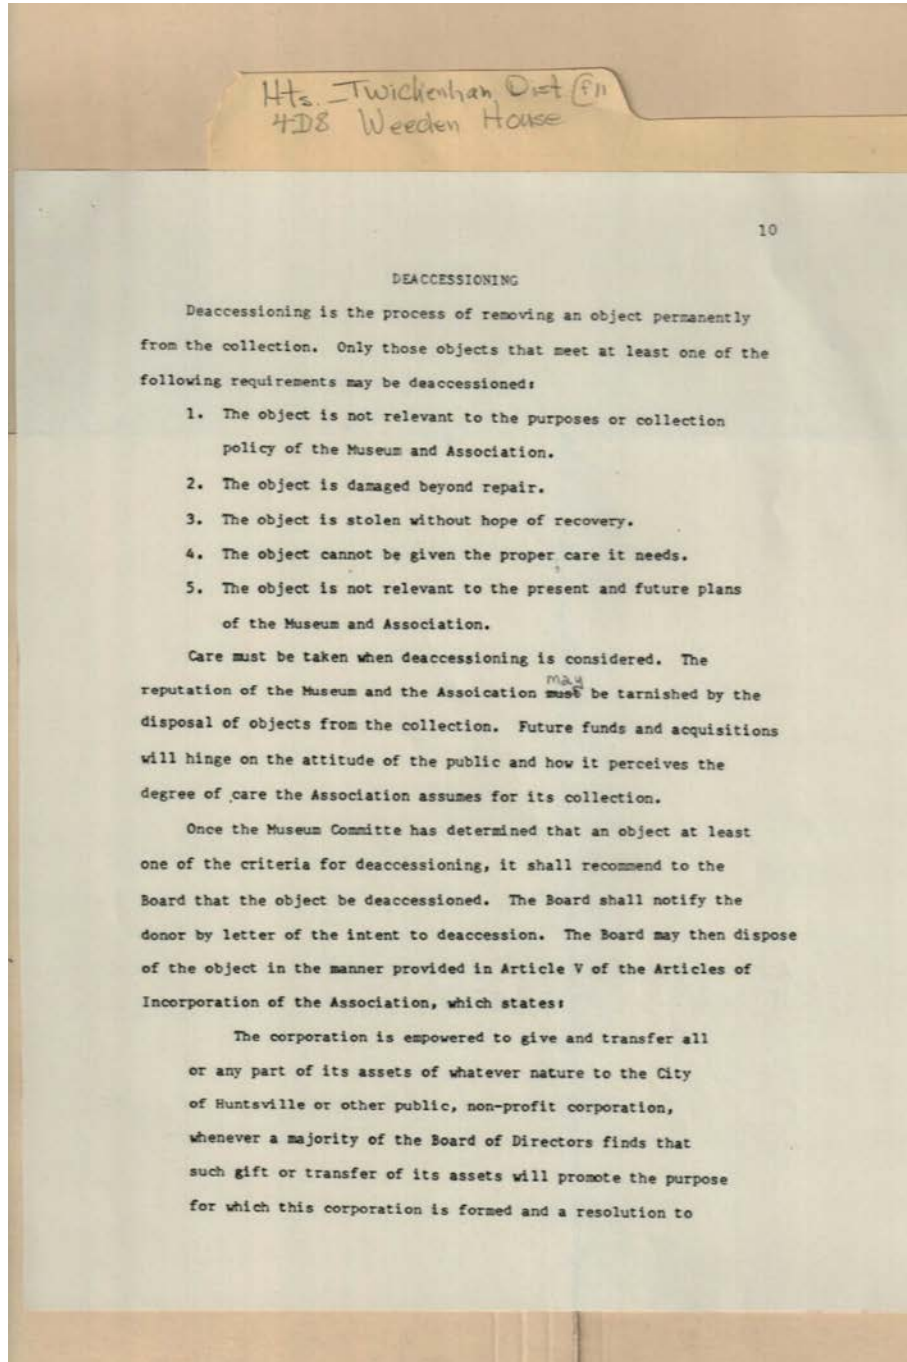 Hts. - Twickenhan Dist
4D8 Weeden House
10
DEACCESSIONING
Deaccessioning is the process of removing an object permanently
from the collection. Only those objects that meet at least one of the
following requirements may be deaccessioned:
1. The object is not relevant to the purposes or collection
policy of the Museum and Association.
2. The object is damaged beyond repair.
3. The object is stolen without hope of recovery.
4. The object cannot be given the proper care it needs.
5. The object is not relevant to the present and future plans
of the Museum and Association.
Care must be taken when deaccessioning is considered. The
may
reputation of the Museum and the Assoication must be tarnished by the
disposal of objects from the collection. Future funds and acquisitions
will hinge on the attitude of the public and how it perceives the
degree of care the Association assumes for its collection.
Once the Museum Committe has determined that an object at least
one of the criteria for deaccessioning, it shall recommend to the
Board that the object be deaccessioned. The Board shall notify the
donor by letter of the intent to deaccession. The Board may then dispose
of the object in the manner provided in Article V of the Articles of
Incorporation of the Association, which states:
The corporation is empowered to give and transfer all
or any part of its assets of whatever nature to the City
of Huntsville or other public, non-profit corporation,
whenever a majority of the Board of Directors finds that
such gift or transfer of its assets will promote the purpose
for which this corporation is formed and a resolution to